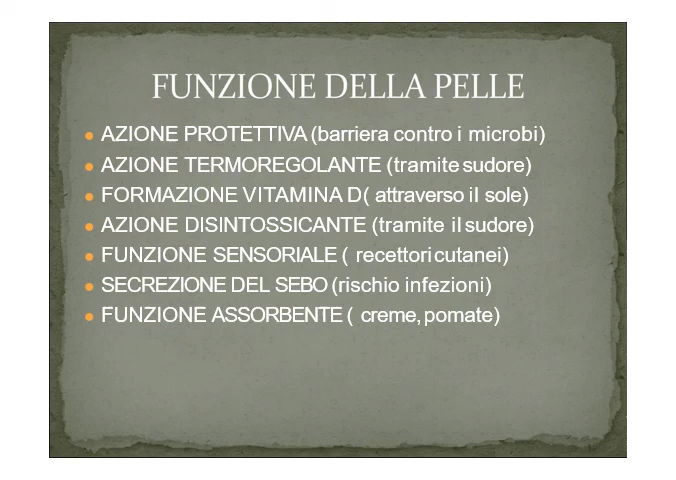 FUNZIONE DELLA PELLE
AZIONE PROTETTIVA (barriera contro i microbi)
AZIONE TERMOREGOLANTE (tramite sudore)
FORMAZIONE VITAMINA D( attraverso il sole)
AZIONE DISINTOSSICANTE (tramite il sudore)
FUNZIONE SENSORIALE ( recettori cutanei)
SECREZIONE DEL SEBO (rischio infezioni)
FUNZIONE ASSORBENTE ( creme, pomate)